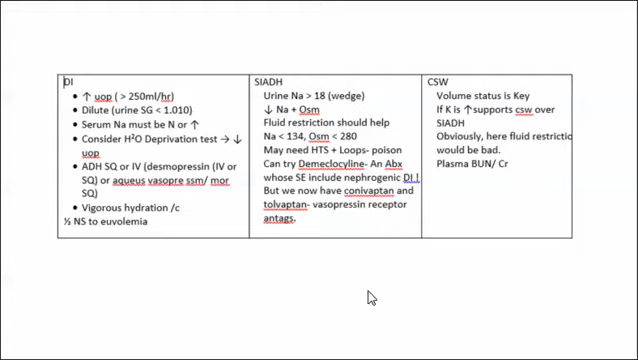 DI
• ↑ uop ( > 250ml/hr)
• Dilute (urine SG < 1.010)
• Serum Na must be N or ↑
• Consider H²O Deprivation test → ↓
uop
• ADH SQ or IV (desmopressin (IV or
SQ) or aqueus vasopre ssm/ mor
SQ)
• Vigorous hydration /c
½ NS to euvolemia
SIADH
Urine Na > 18 (wedge)
↓ Na + Osm
Fluid restriction should help
Na < 134, Osm < 280
May need HTS + Loops- poison
Can try Demeclocyline- An Abx
whose SE include nephrogenic DI !
But we now have conivaptan and
tolvaptan- vasopressin receptor
antags.
CSW
Volume status is Key
If K is ↑ supports csw over
SIADH
Obviously, here fluid restrictio
would be bad.
Plasma BUN/ Cr